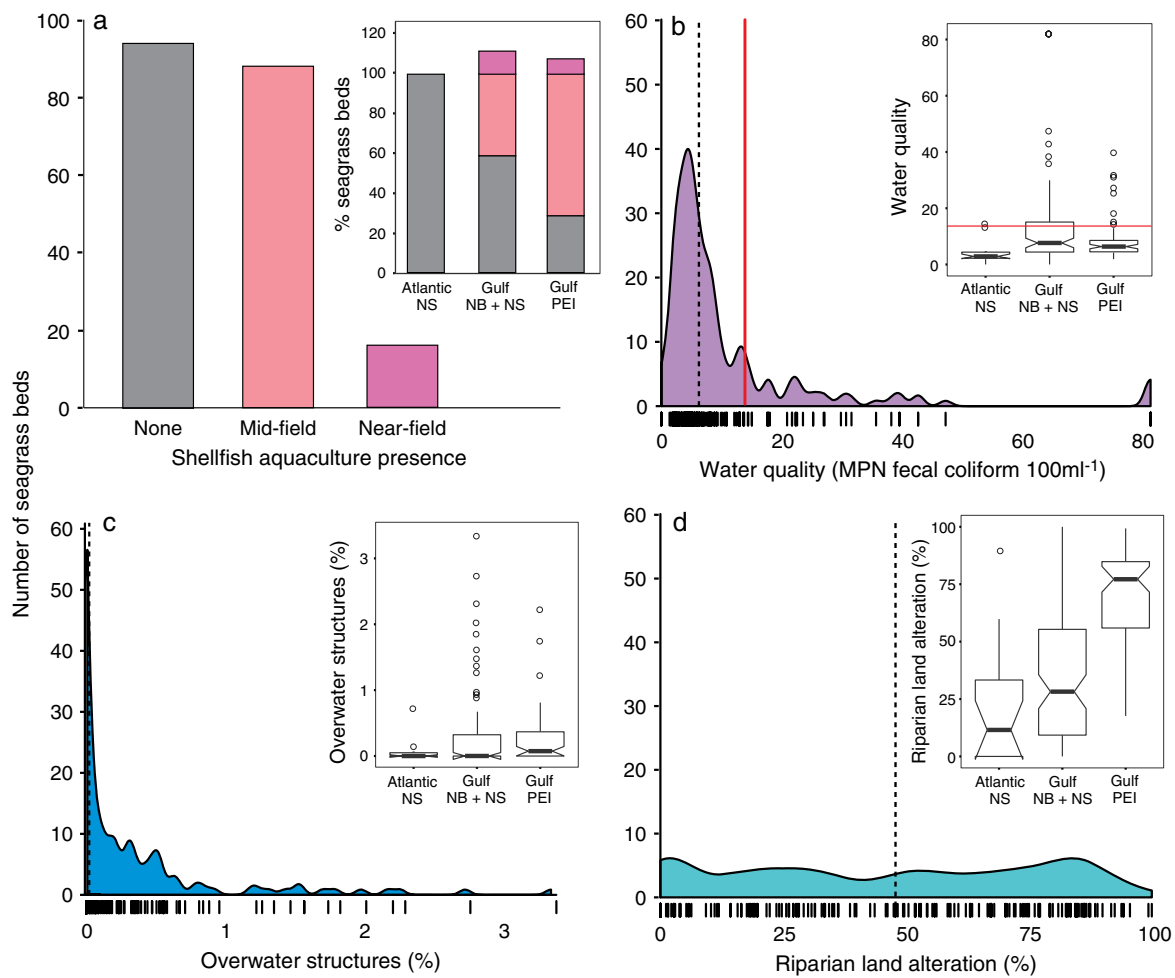 Number of seagrass beds
a
100
80
60
40
20
0
None Mid-field Near-field
Shellfish aquaculture presence
% seagrass beds
120
100
80
60
40
20
0
Atlantic NS
Gulf NB + NS
Gulf PEI
b
60
50
40
30
20
10
0
0 20 40 60 80
Water quality (MPN fecal coliform 100ml-1)
Water quality
80
60
40
20
0
Atlantic NS
Gulf NB + NS
Gulf PEI
c
60
50
40
30
20
10
0
0 1 2 3
Overwater structures (%)
Overwater structures (%)
3
2
1
0
Atlantic NS
Gulf NB + NS
Gulf PEI
d
60
50
40
30
20
10
0
0 25 50 75 100
Riparian land alteration (%)
Riparian land alteration (%)
100
75
50
25
0
Atlantic NS
Gulf NB + NS
Gulf PEI